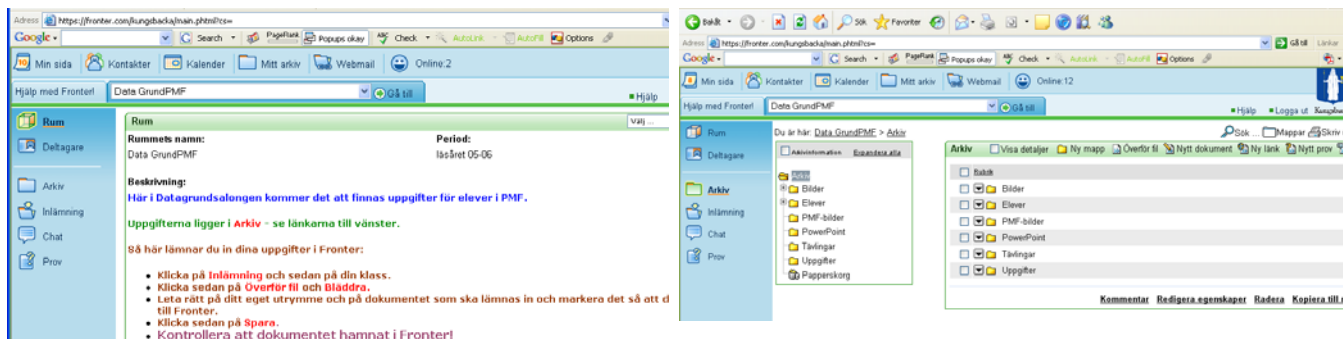 Adress https://fronter.com/kungsbacka/main.phtml?cs=
Google Search PageRank Popups okay Check AutoLink AutoFill Options
Min sida Kontakter Kalender Mitt arkiv Webmail Online:2
Hjälp med Fronter! Data GrundPMF Gå till Hjälp
Rum
Deltagare
Arkiv
Inlämning
Chat
Prov
Rum Välj ...
Rummets namn: Period:
Data GrundPMF läsåret 05-06
Beskrivning:
Här i Datagrundsalongen kommer det att finnas uppgifter för elever i PMF.
Uppgifterna ligger i Arkiv - se länkarna till vänster.
Så här lämnar du in dina uppgifter i Fronter:
• Klicka på Inlämning och sedan på din klass.
• Klicka sedan på Överför fil och Bläddra.
• Leta rätt på ditt eget utrymme och på dokumentet som ska lämnas in och markera det så att d
till Fronter.
• Klicka sedan på Spara.
• Kontrollera att dokumentet hamnat i Fronter!
Bakåt Sök Favoriter
Adress https://fronter.com/kungsbacka/main.phtml?cs= Gå till Länkar
Google Search PageRank Popups okay Check AutoLink AutoFill Options
Min sida Kontakter Kalender Mitt arkiv Webmail Online:12
Hjälp med Fronter! Data GrundPMF Gå till Hjälp Logga ut
Rum
Deltagare
Arkiv
Inlämning
Chat
Prov
Du är här: Data GrundPMF > Arkiv Sök ... Mappar Skriv
Arkivinformation Expandera alla
Arkiv
Bilder
Elever
PMF-bilder
PowerPoint
Tävlingar
Uppgifter
Papperskorg
Arkiv Visa detaljer Ny mapp Överför fil Nytt dokument Ny länk Nytt prov
Rubrik
Bilder
Elever
PMF-bilder
PowerPoint
Tävlingar
Uppgifter
Kommentar Redigera egenskaper Radera Kopiera till